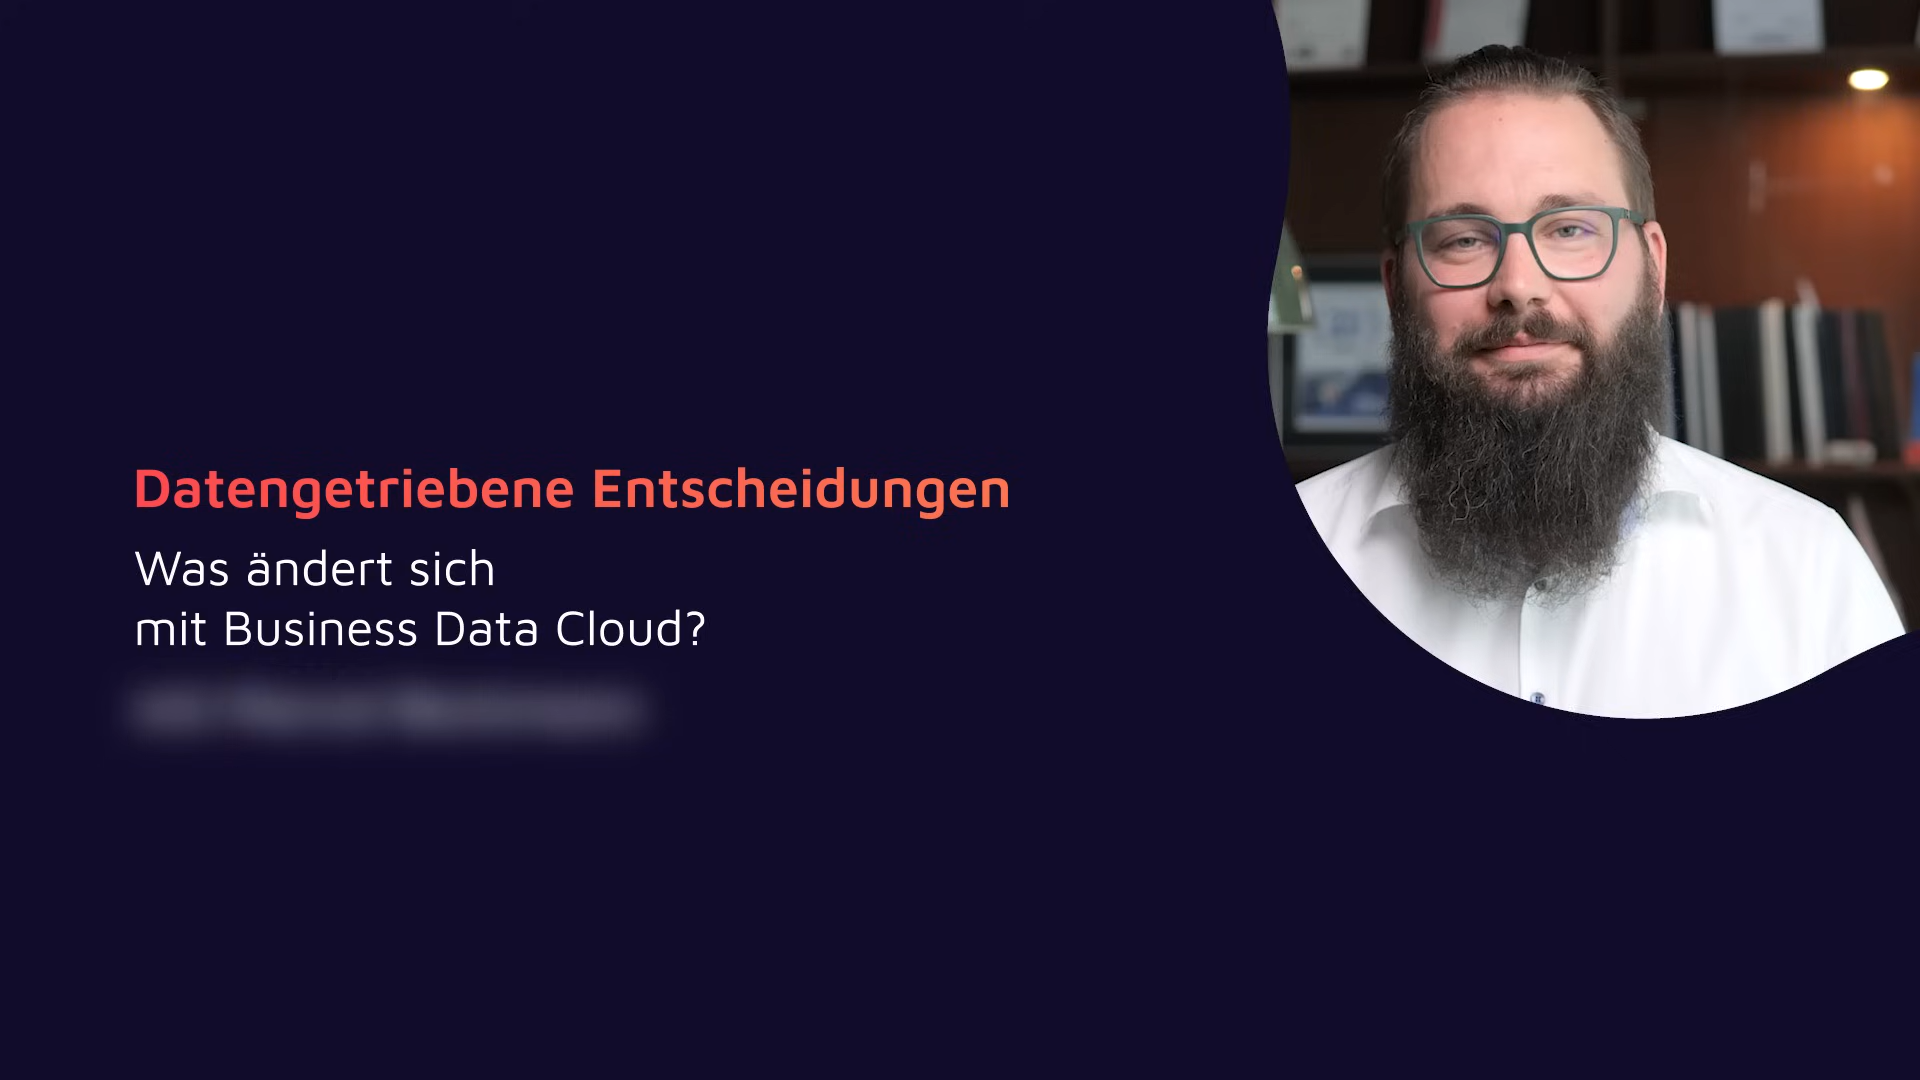 Datengetriebene Entscheidungen
Was ändert sich
mit Business Data Cloud?